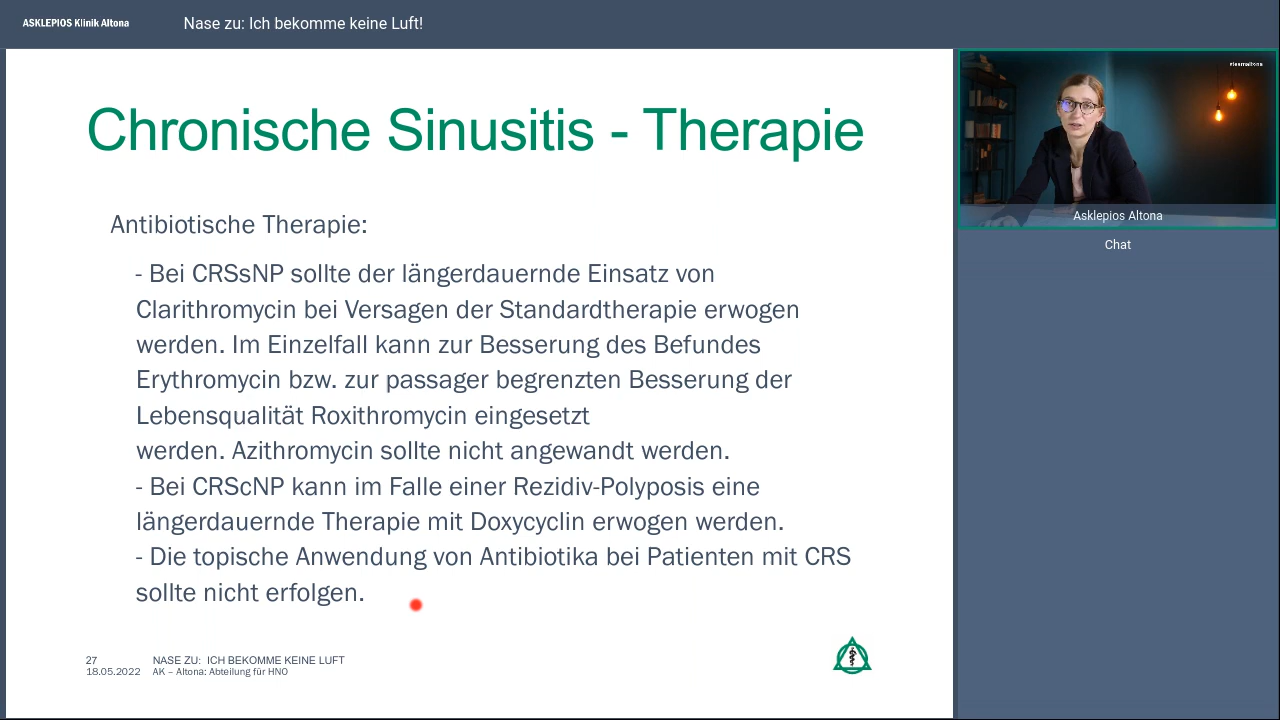 ASKLEPIOS Klinik Altona
Nase zu: Ich bekomme keine Luft!
Chronische Sinusitis - Therapie
Antibiotische Therapie:
- Bei CRSsNP sollte der längerdauernde Einsatz von
Clarithromycin bei Versagen der Standardtherapie erwogen
werden. Im Einzelfall kann zur Besserung des Befundes
Erythromycin bzw. zur passager begrenzten Besserung der
Lebensqualität Roxithromycin eingesetzt
werden. Azithromycin sollte nicht angewandt werden.
- Bei CRScNP kann im Falle einer Rezidiv-Polyposis eine
längerdauernde Therapie mit Doxycyclin erwogen werden.
- Die topische Anwendung von Antibiotika bei Patienten mit CRS
sollte nicht erfolgen.
27 NASE ZU: ICH BEKOMME KEINE LUFT
18.05.2022 AK – Altona: Abteilung für HNO
#teamaltona
Asklepios Altona
Chat